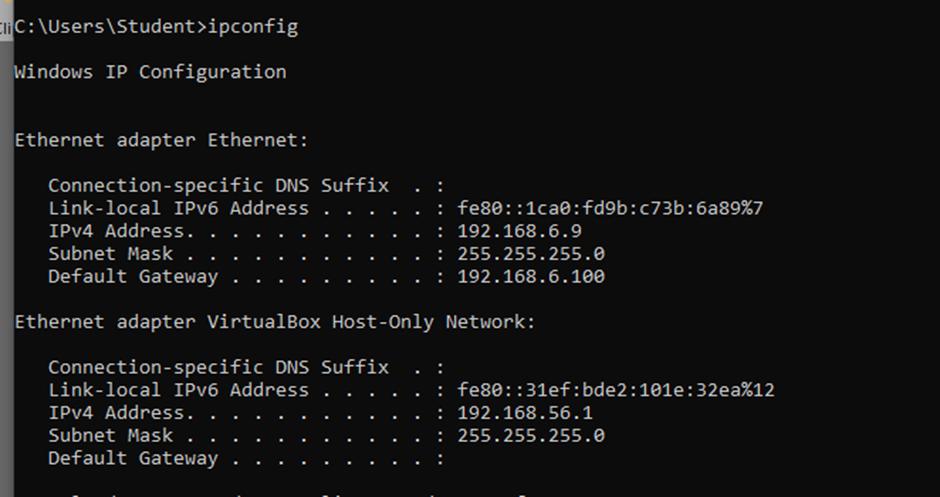 C:\Users\Student>ipconfig
Windows IP Configuration
Ethernet adapter Ethernet:
Connection-specific DNS Suffix . :
Link-local IPv6 Address . . . . . : fe80::1ca0:fd9b:c73b:6a89%7
IPv4 Address. . . . . . . . . . . : 192.168.6.9
Subnet Mask . . . . . . . . . . . : 255.255.255.0
Default Gateway . . . . . . . . . : 192.168.6.100
Ethernet adapter VirtualBox Host-Only Network:
Connection-specific DNS Suffix . :
Link-local IPv6 Address . . . . . : fe80::31ef:bde2:101e:32ea%12
IPv4 Address. . . . . . . . . . . : 192.168.56.1
Subnet Mask . . . . . . . . . . . : 255.255.255.0
Default Gateway . . . . . . . . . :